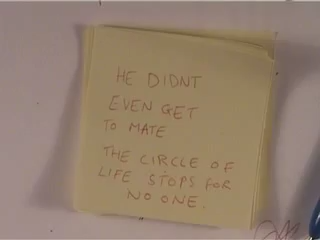 HE DIDNT
EVEN GET
TO MATE
THE CIRCLE OF
LIFE STOPS FOR
NO ONE.